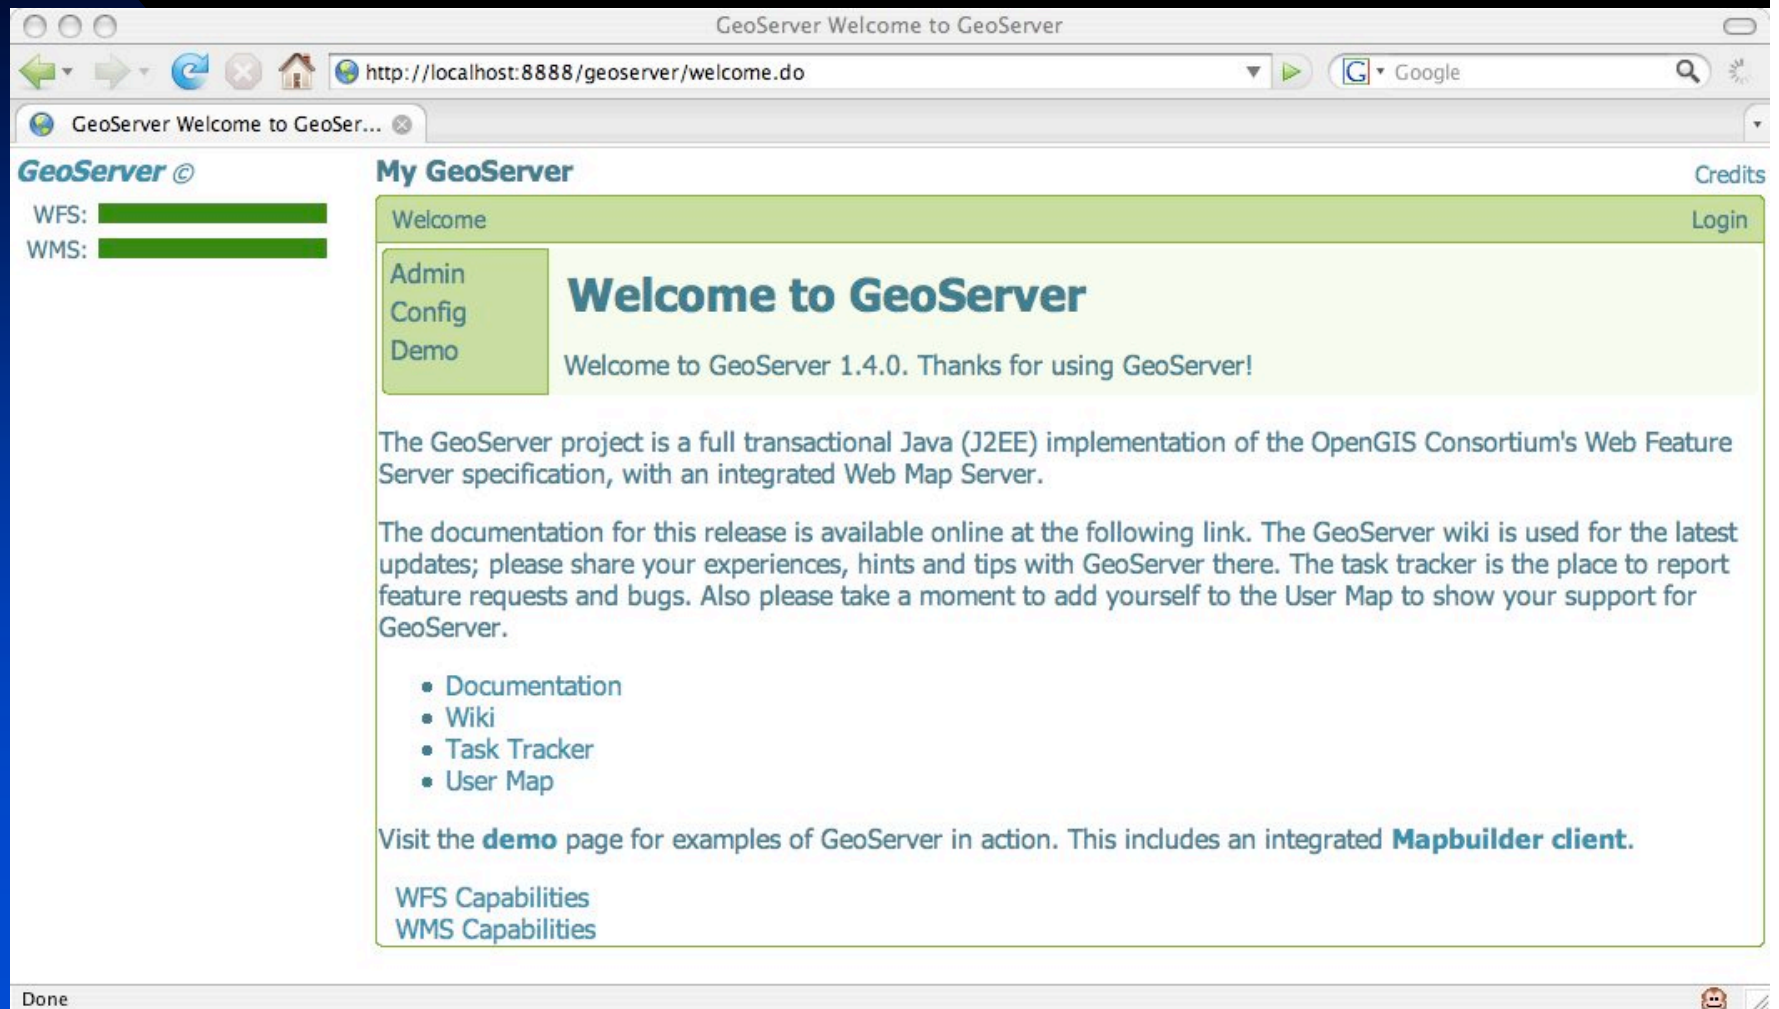 GeoServer Welcome to GeoServer
http://localhost:8888/geoserver/welcome.do
G Google
GeoServer Welcome to GeoSer...
GeoServer ©
My GeoServer
Credits
WFS:
WMS:
Welcome
Login
Admin
Config
Demo
Welcome to GeoServer
Welcome to GeoServer 1.4.0. Thanks for using GeoServer!
The GeoServer project is a full transactional Java (J2EE) implementation of the OpenGIS Consortium's Web Feature
Server specification, with an integrated Web Map Server.
The documentation for this release is available online at the following link. The GeoServer wiki is used for the latest
updates; please share your experiences, hints and tips with GeoServer there. The task tracker is the place to report
feature requests and bugs. Also please take a moment to add yourself to the User Map to show your support for
GeoServer.
• Documentation
• Wiki
• Task Tracker
• User Map
Visit the demo page for examples of GeoServer in action. This includes an integrated Mapbuilder client.
WFS Capabilities
WMS Capabilities
Done